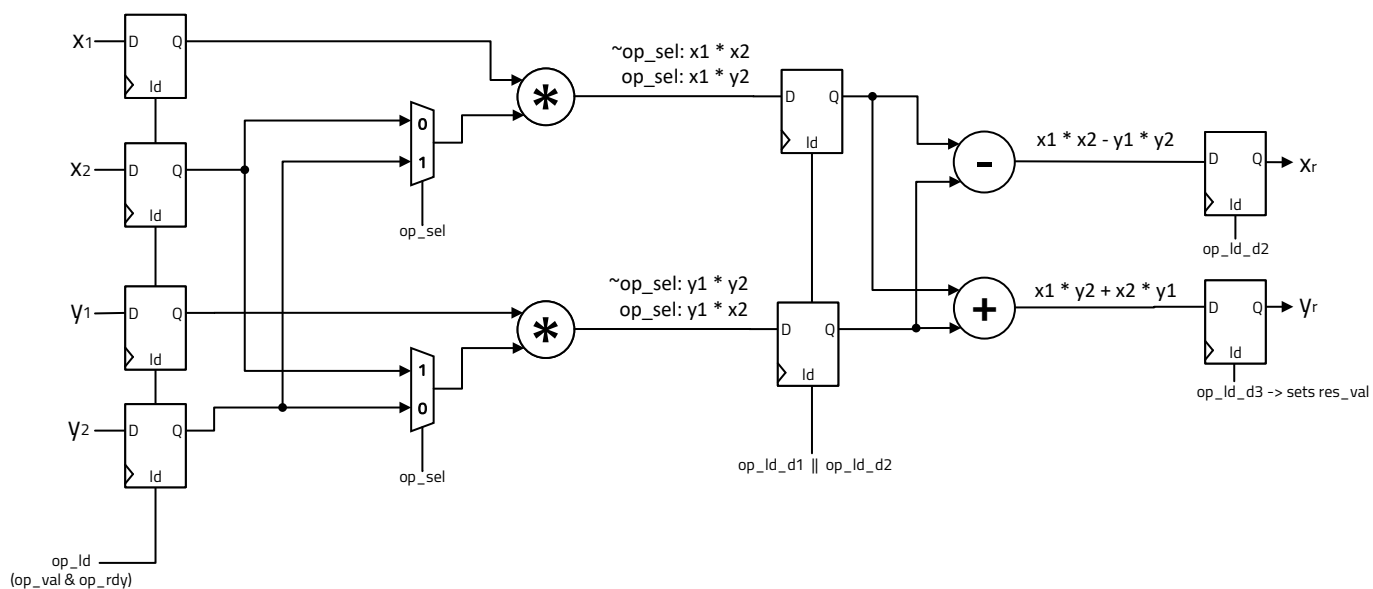 x1
D
Q
ld
x2
D
Q
ld
y1
D
Q
ld
y2
D
Q
ld
op_ld
(op_val & op_rdy)
0
1
op_sel
1
0
op_sel
*
*
~op_sel: x1 * x2
op_sel: x1 * y2
~op_sel: y1 * y2
op_sel: y1 * x2
D
Q
ld
D
Q
ld
op_ld_d1 || op_ld_d2
-
+
x1 * x2 - y1 * y2
x1 * y2 + x2 * y1
D
Q
ld
xr
op_ld_d2
D
Q
ld
yr
op_ld_d3 -> sets res_val